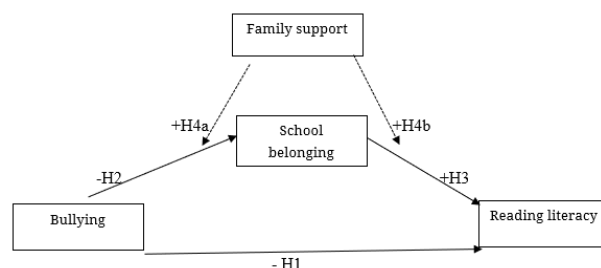 Family support
+H4a
+H4b
School
belonging
-H2
+H3
Bullying
Reading literacy
- H1